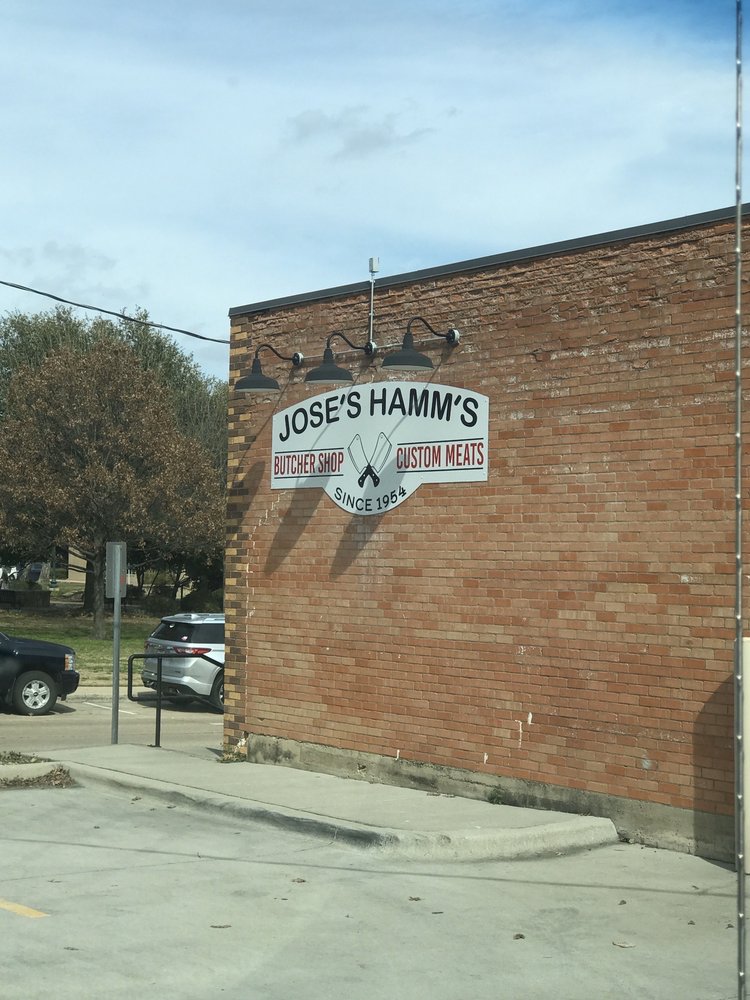 JOSE'S HAMM'S
BUTCHER SHOP CUSTOM MEATS
SINCE 1954